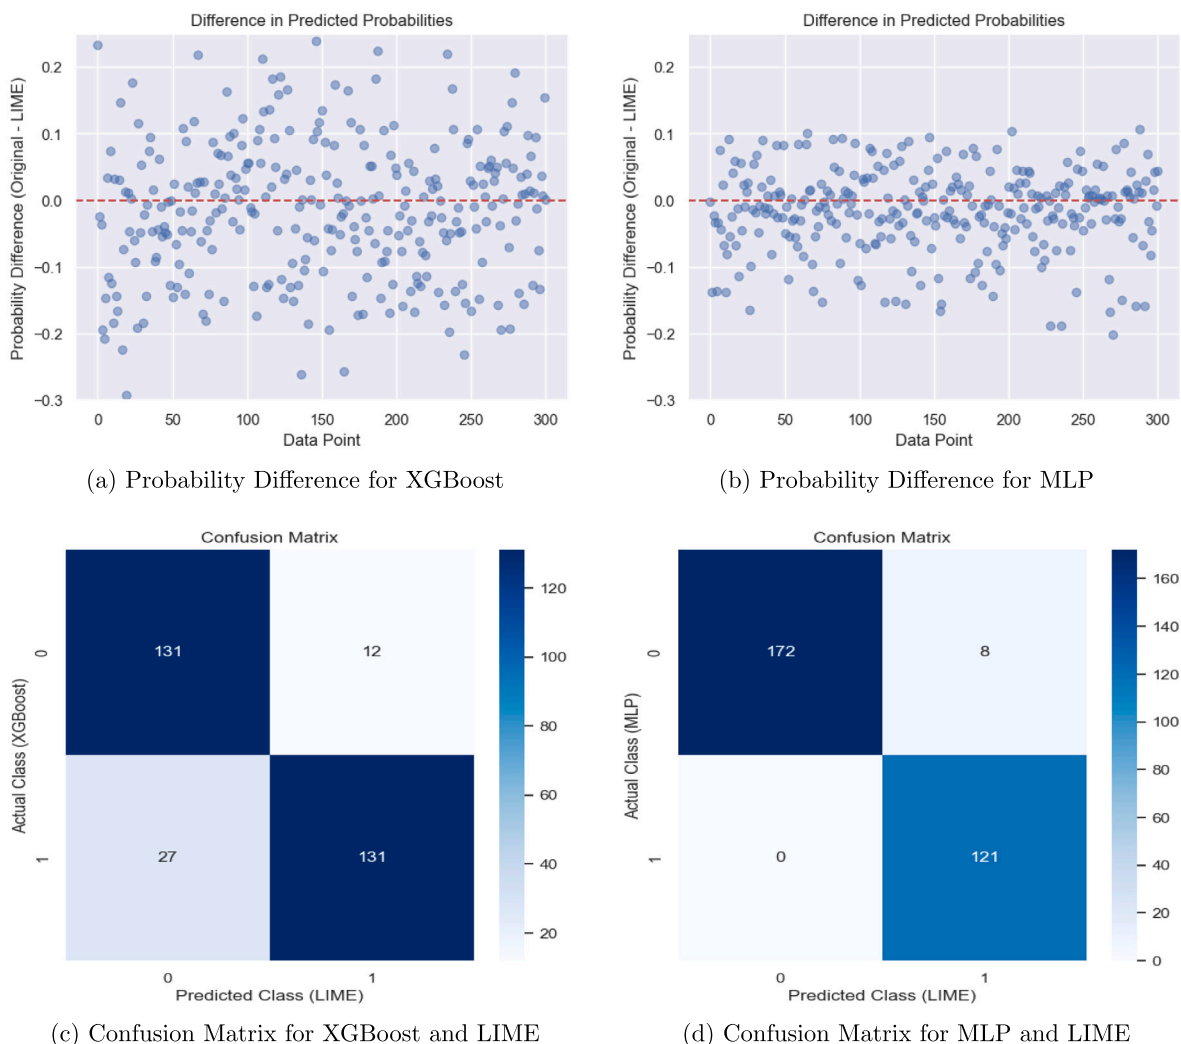 Difference in Predicted Probabilities
Probability Difference (Original - LIME)
0.2
0.1
0.0
−0.1
−0.2
−0.3
0 50 100 150 200 250 300
Data Point
(a) Probability Difference for XGBoost
Difference in Predicted Probabilities
Probability Difference (Original - LIME)
0.2
0.1
0.0
−0.1
−0.2
−0.3
0 50 100 150 200 250 300
Data Point
(b) Probability Difference for MLP
Confusion Matrix
Actual Class (XGBoost)
0
131 12
1
27 131
0 1
Predicted Class (LIME)
120
100
80
60
40
20
(c) Confusion Matrix for XGBoost and LIME
Confusion Matrix
Actual Class (MLP)
0
172 8
1
0 121
0 1
Predicted Class (LIME)
160
140
120
100
80
60
40
20
0
(d) Confusion Matrix for MLP and LIME